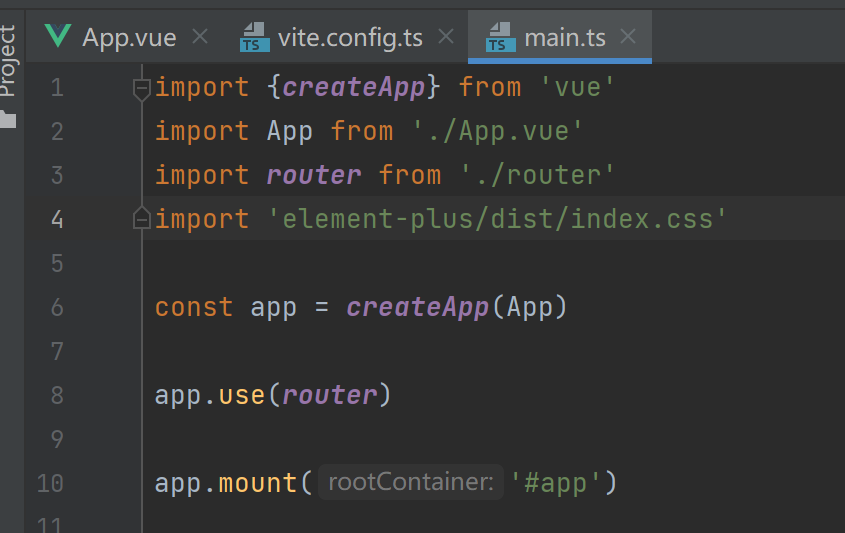 Project
App.vue
TS vite.config.ts
TS main.ts
1 import {createApp} from 'vue'
2 import App from './App.vue'
3 import router from './router'
4 import 'element-plus/dist/index.css'
5
6 const app = createApp(App)
7
8 app.use(router)
9
10 app.mount( rootContainer: '#app')
11